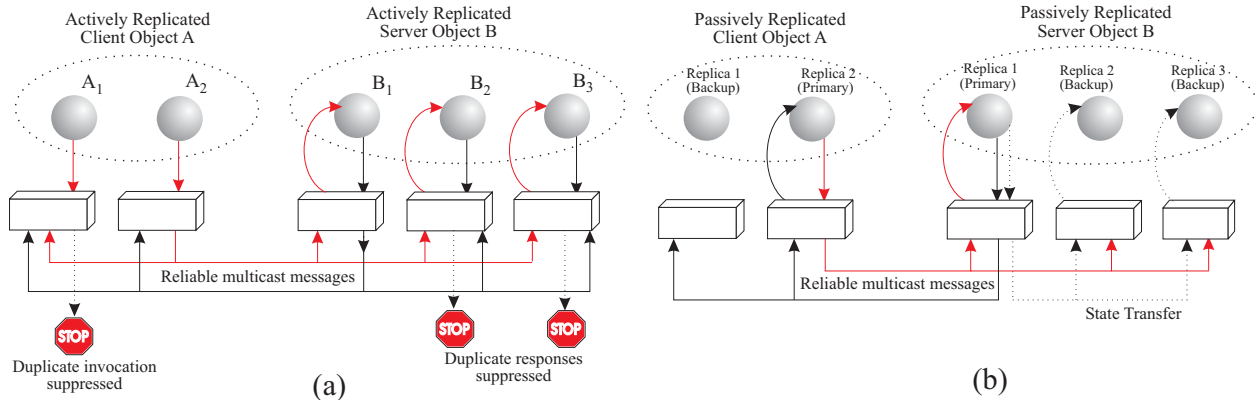 Actively Replicated
Client Object A
A1
A2
Actively Replicated
Server Object B
B1
B2
B3
Reliable multicast messages
STOP
Duplicate invocation
suppressed
STOP
STOP
Duplicate responses
suppressed
(a)
Passively Replicated
Client Object A
Replica 1
(Backup)
Replica 2
(Primary)
Passively Replicated
Server Object B
Replica 1
(Primary)
Replica 2
(Backup)
Replica 3
(Backup)
Reliable multicast messages
State Transfer
(b)